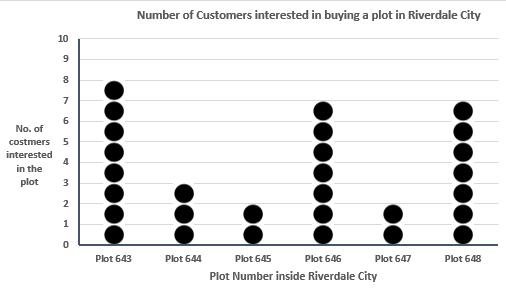 Number of Customers interested in buying a plot in Riverdale City
10
9
8
7
6
5
4
3
2
1
0
No. of
costmers
interested
in the
plot
Plot 643 Plot 644 Plot 645 Plot 646 Plot 647 Plot 648
Plot Number inside Riverdale City